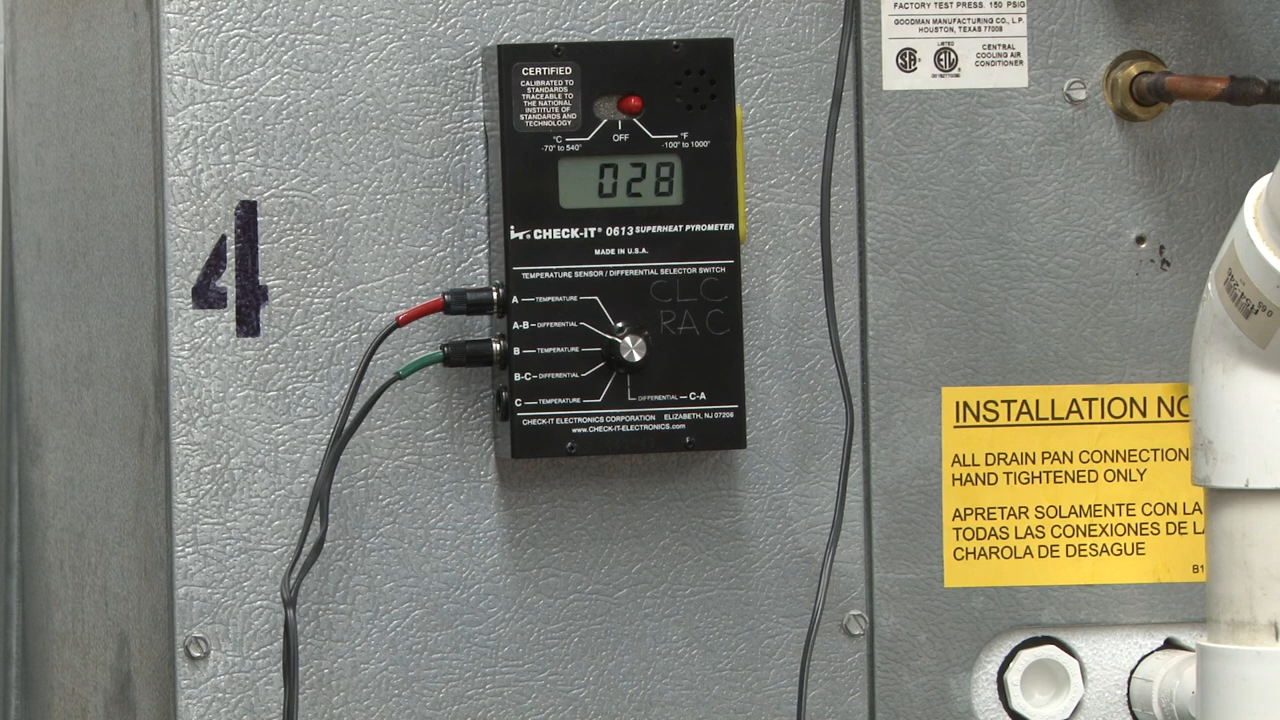 4
CERTIFIED
CALIBRATED TO
STANDARDS
TRACEABLE TO
THE NATIONAL
INSTITUTE OF
STANDARDS AND
TECHNOLOGY
°C
OFF
°F
-70° to 540°
-100° to 1000°
028
iT. CHECK-IT® 0613 SUPERHEAT PYROMETER
MADE IN U.S.A.
TEMPERATURE SENSOR / DIFFERENTIAL SELECTOR SWITCH
CLC
RAC
A — TEMPERATURE
A-B — DIFFERENTIAL
B — TEMPERATURE
B-C — DIFFERENTIAL
C — TEMPERATURE
DIFFERENTIAL — C-A
CHECK-IT ELECTRONICS CORPORATION ELIZABETH, NJ 07206
www.CHECK-IT-ELECTRONICS.com
FACTORY TEST PRESS. 150 PSIG
GOODMAN MANUFACTURING CO., L.P.
HOUSTON, TEXAS 77008
LISTED
CENTRAL
COOLING AIR
CONDITIONER
INSTALLATION NO
ALL DRAIN PAN CONNECTION
HAND TIGHTENED ONLY
APRETAR SOLAMENTE CON LA
TODAS LAS CONEXIONES DE LA
CHAROLA DE DESAGUE
B1